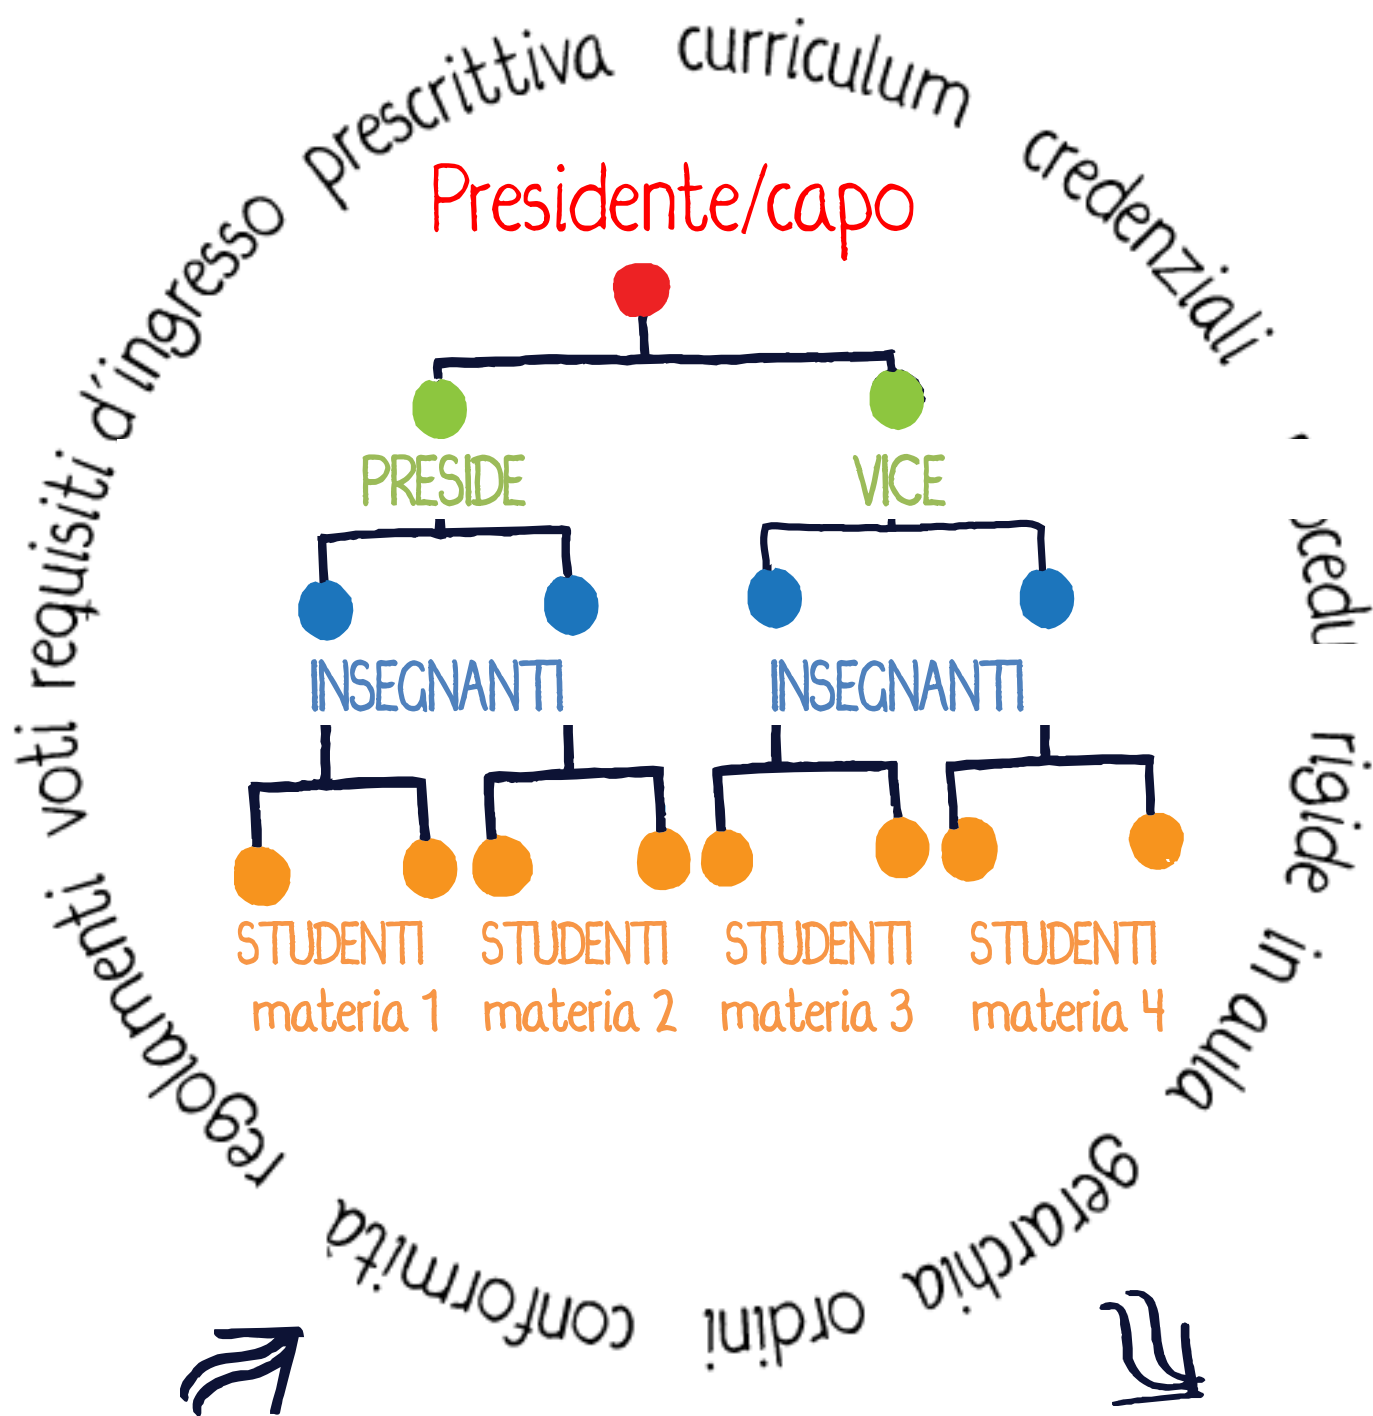 prescrittiva curriculum credenziali
rigide in aula gerarchia ordini conformità regolamenti voti requisiti d'ingresso
Presidente/capo
PRESIDE VICE
INSEGNANTI INSEGNANTI
STUDENTI STUDENTI STUDENTI STUDENTI
materia 1 materia 2 materia 3 materia 4